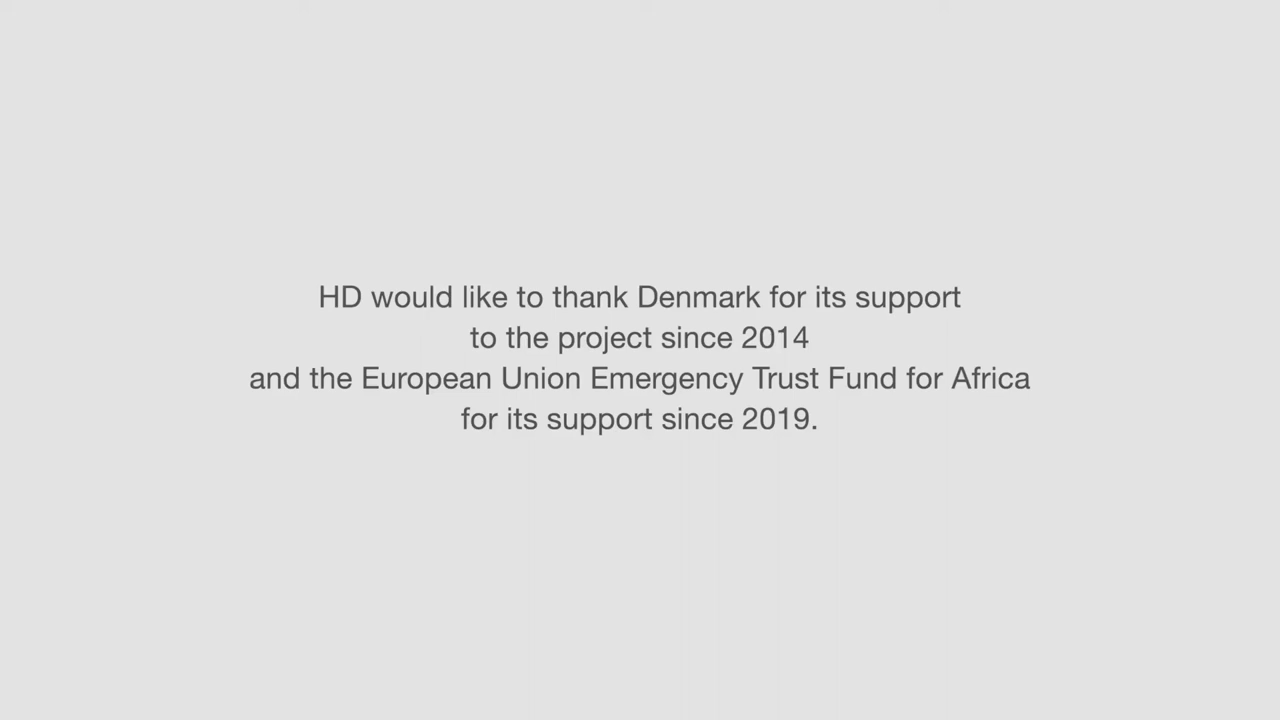 HD would like to thank Denmark for its support
to the project since 2014
and the European Union Emergency Trust Fund for Africa
for its support since 2019.